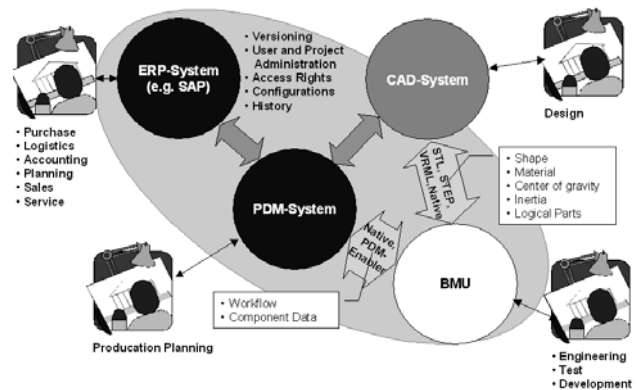 ERP-System
(e.g. SAP)
• Versioning
• User and Project
Administration
• Access Rights
• Configurations
• History
CAD-System
Design
• Purchase
• Logistics
• Accounting
• Planning
• Sales
• Service
PDM-System
STL, STEP,
VRML,Native
• Shape
• Material
• Center of gravity
• Inertia
• Logical Parts
Native,
PDM-
Enabler
BMU
• Workflow
• Component Data
Producation Planning
• Engineering
• Test
• Development